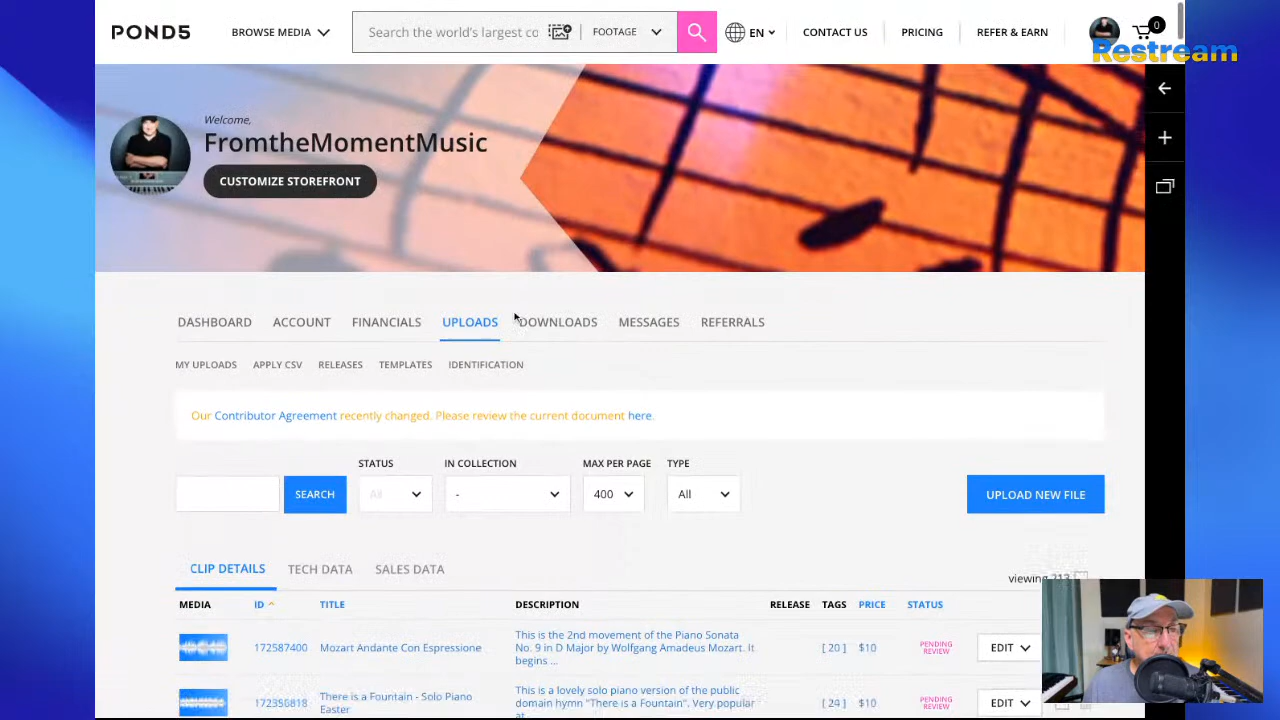 POND5 BROWSE MEDIA Search the world's largest co FOOTAGE EN CONTACT US PRICING REFER & EARN 0
Restream
Welcome,
FromtheMomentMusic
CUSTOMIZE STOREFRONT
DASHBOARD ACCOUNT FINANCIALS UPLOADS DOWNLOADS MESSAGES REFERRALS
MY UPLOADS APPLY CSV RELEASES TEMPLATES IDENTIFICATION
Our Contributor Agreement recently changed. Please review the current document here.
STATUS IN COLLECTION MAX PER PAGE TYPE
SEARCH All - 400 All UPLOAD NEW FILE
CLIP DETAILS TECH DATA SALES DATA
viewing 213
MEDIA ID TITLE DESCRIPTION RELEASE TAGS PRICE STATUS
172587400 Mozart Andante Con Espressione This is the 2nd movement of the Piano Sonata
No. 9 in D Major by Wolfgang Amadeus Mozart. It
begins ... [ 20 ] $10 PENDING
REVIEW EDIT
172350818 There is a Fountain - Solo Piano
Easter This is a lovely solo piano version of the public
domain hymn "There is a Fountain". Very popular
at [ 24 ] $10 PENDING
REVIEW EDIT